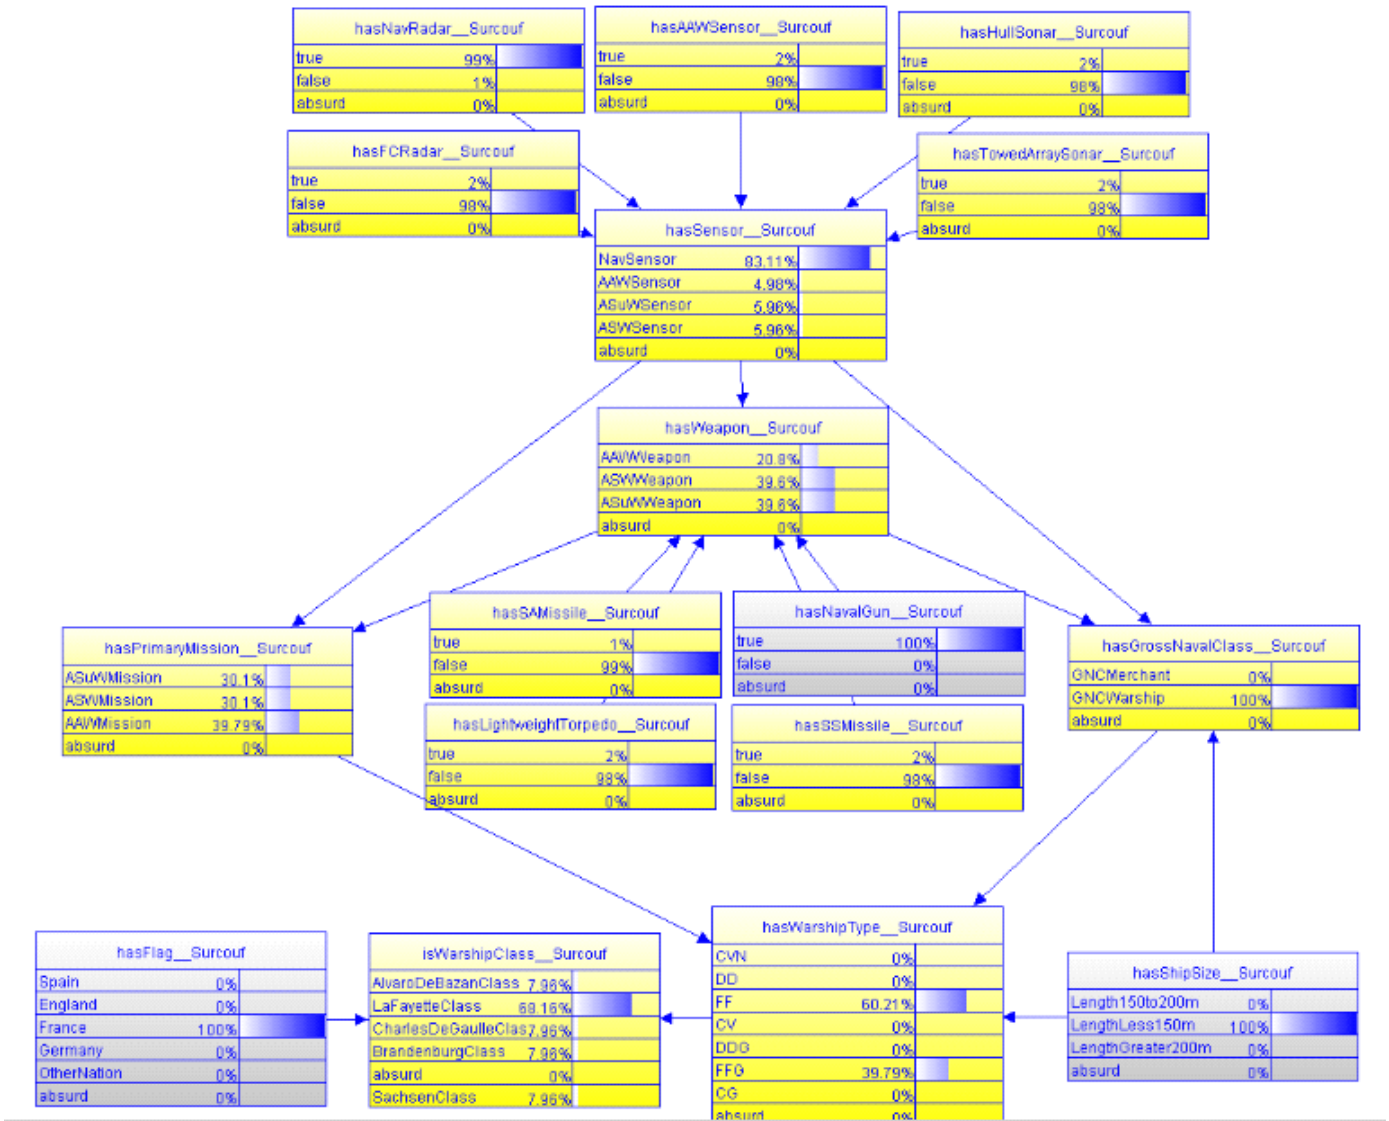 hasNavRadar__Surcouf
true 99%
false 1%
absurd 0%
hasAAWSensor__Surcouf
true 2%
false 98%
absurd 0%
hasHullSonar__Surcouf
true 2%
false 98%
absurd 0%
hasFCRadar__Surcouf
true 2%
false 98%
absurd 0%
hasTowedArraySonar__Surcouf
true 2%
false 98%
absurd 0%
hasSensor__Surcouf
NavSensor 83.11%
AAWSensor 4.98%
ASuWSensor 5.96%
ASWSensor 5.96%
absurd 0%
hasWeapon__Surcouf
AAWWeapon 20.8%
ASWWeapon 39.6%
ASuWWeapon 39.6%
absurd 0%
hasPrimaryMission__Surcouf
ASuWMission 30.1%
ASWMission 30.1%
AAWMission 39.79%
absurd 0%
hasSAMissile__Surcouf
true 1%
false 99%
absurd 0%
hasNavalGun__Surcouf
true 100%
false 0%
absurd 0%
hasGrossNavalClass__Surcouf
GNCMerchant 0%
GNCWarship 100%
absurd 0%
hasLightweightTorpedo__Surcouf
true 2%
false 98%
absurd 0%
hasSSMissile__Surcouf
true 2%
false 98%
absurd 0%
hasFlag__Surcouf
Spain 0%
England 0%
France 100%
Germany 0%
OtherNation 0%
absurd 0%
isWarshipClass__Surcouf
AlvaroDeBazanClass 7.96%
LaFayetteClass 68.16%
CharlesDeGaulleClas 7.96%
BrandenburgClass 7.96%
absurd 0%
SachsenClass 7.96%
hasWarshipType__Surcouf
CVN 0%
DD 0%
FF 60.21%
CV 0%
DDG 0%
FFG 39.79%
CG 0%
absurd 0%
hasShipSize__Surcouf
Length150to200m 0%
LengthLess150m 100%
LengthGreater200m 0%
absurd 0%